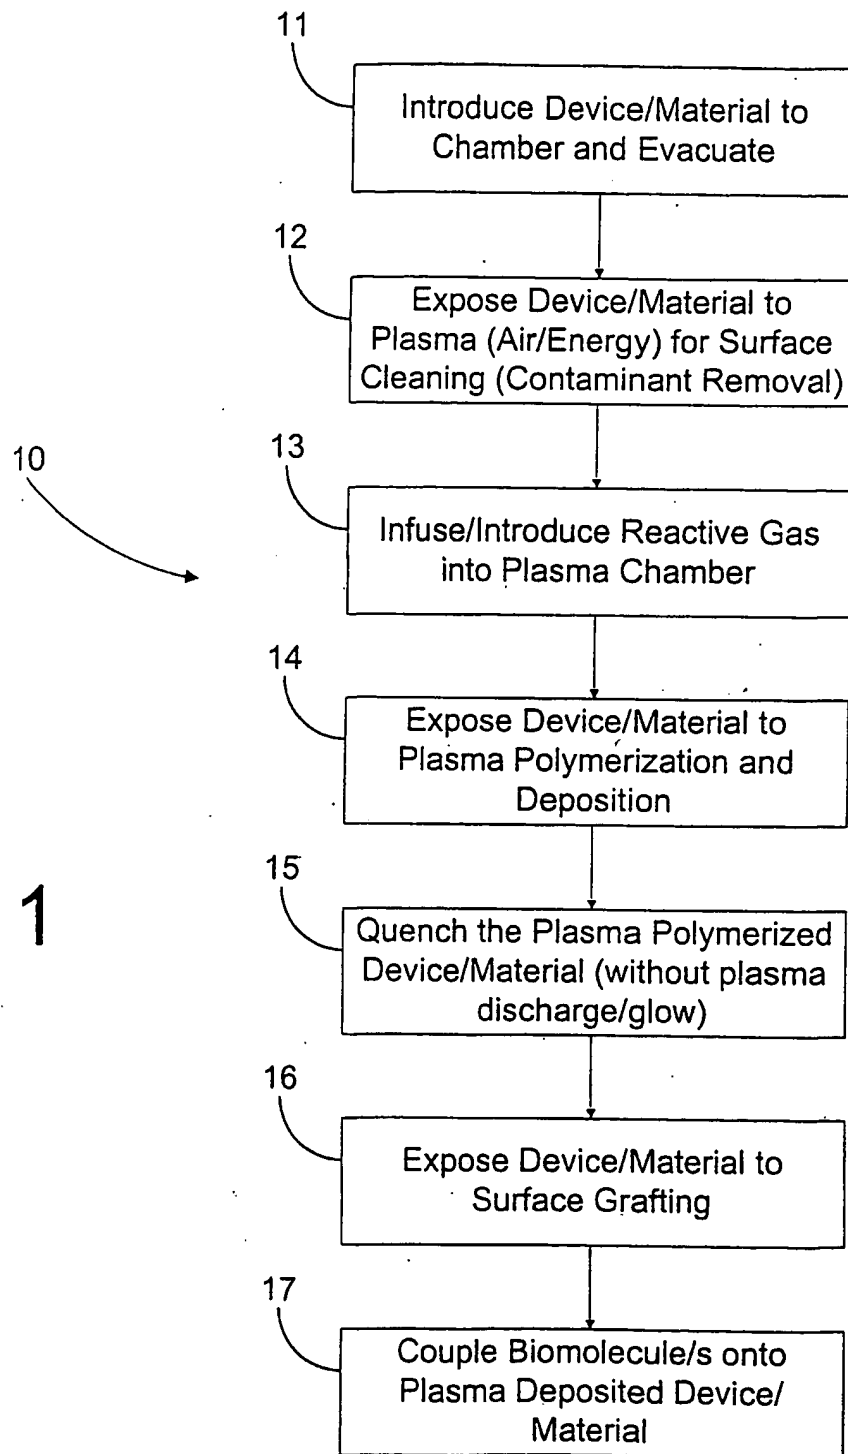 11
Introduce Device/Material to
Chamber and Evacuate
12
Expose Device/Material to
Plasma (Air/Energy) for Surface
Cleaning (Contaminant Removal)
10
13
Infuse/Introduce Reactive Gas
into Plasma Chamber
14
Expose Device/Material to
Plasma Polymerization and
Deposition
1
15
Quench the Plasma Polymerized
Device/Material (without plasma
discharge/glow)
16
Expose Device/Material to
Surface Grafting
17
Couple Biomolecule/s onto
Plasma Deposited Device/
Material